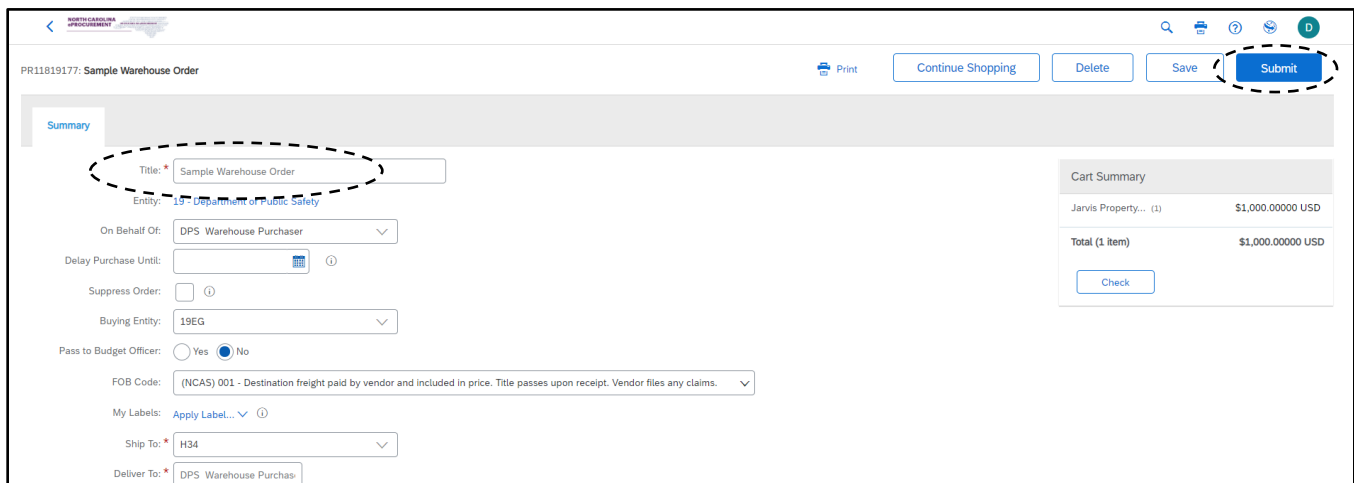 NORTH CAROLINA
ePROCUREMENT
D
PR11819177: Sample Warehouse Order
Print
Continue Shopping
Delete
Save
Submit
Summary
Title: * Sample Warehouse Order
Entity: 19 - Department of Public Safety
On Behalf Of: DPS Warehouse Purchaser
Delay Purchase Until:
Suppress Order:
Buying Entity: 19EG
Pass to Budget Officer: Yes No
FOB Code: (NCAS) 001 - Destination freight paid by vendor and included in price. Title passes upon receipt. Vendor files any claims.
My Labels: Apply Label...
Ship To: * H34
Deliver To: * DPS Warehouse Purchas
Cart Summary
Jarvis Property... (1) $1,000.00000 USD
Total (1 item) $1,000.00000 USD
Check